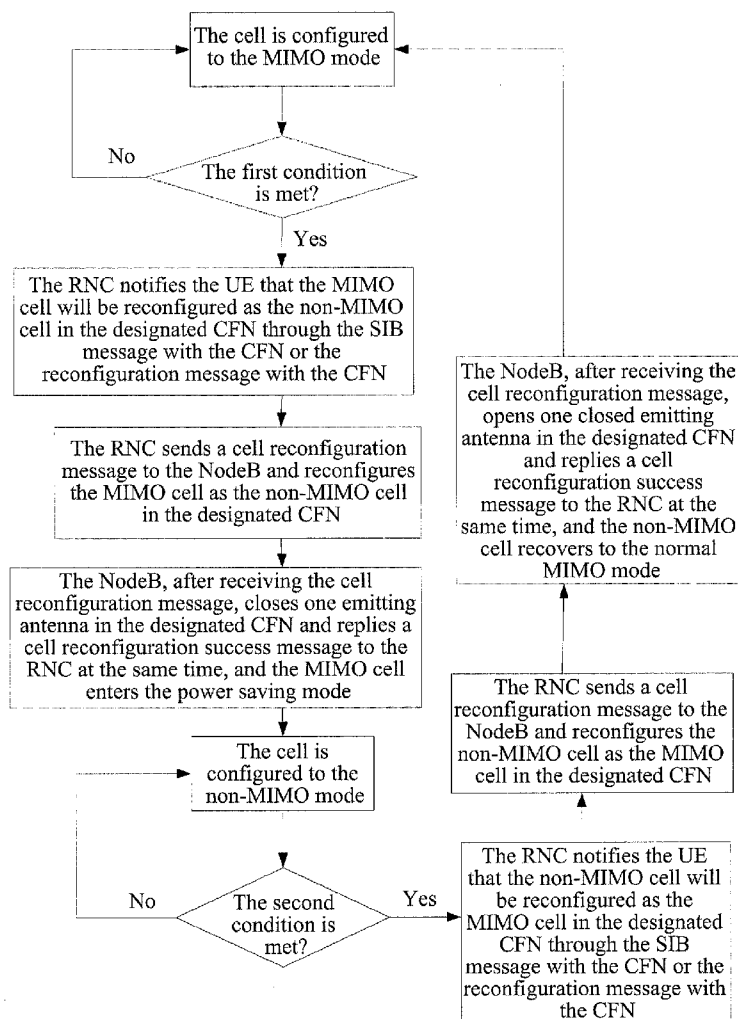 The cell is configured
to the MIMO mode
No
The first condition
is met?
Yes
The RNC notifies the UE that the MIMO
cell will be reconfigured as the non-MIMO
cell in the designated CFN through the SIB
message with the CFN or the
reconfiguration message with the CFN
The RNC sends a cell reconfiguration
message to the NodeB and reconfigures
the MIMO cell as the non-MIMO cell
in the designated CFN
The NodeB, after receiving the cell
reconfiguration message, closes one emitting
antenna in the designated CFN and replies a
cell reconfiguration success message to the
RNC at the same time, and the MIMO cell
enters the power saving mode
The cell is
configured to the
non-MIMO mode
No
The second
condition is
met?
Yes
The RNC notifies the UE
that the non-MIMO cell will
be reconfigured as the
MIMO cell in the designated
CFN through the SIB
message with the CFN or the
reconfiguration message with
the CFN
The RNC sends a cell
reconfiguration message to the
NodeB and reconfigures the
non-MIMO cell as the MIMO
cell in the designated CFN
The NodeB, after receiving the
cell reconfiguration message,
opens one closed emitting
antenna in the designated CFN
and replies a cell
reconfiguration success
message to the RNC at the
same time, and the non-MIMO
cell recovers to the normal
MIMO mode